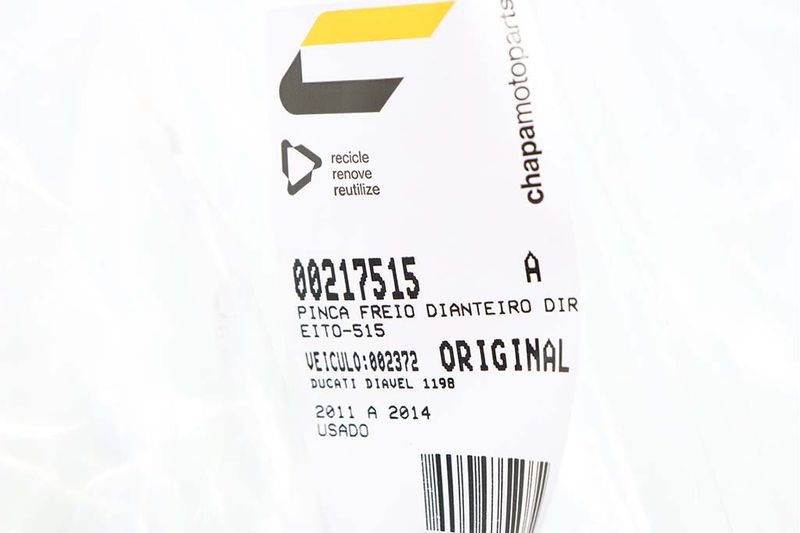 chapamotoparts
recicle
renove
reutilize
00217515 A
PINCA FREIO DIANTEIRO DIR
EITO-515
VEICULO:002372 ORIGINAL
DUCATI DIAVEL 1198
2011 A 2014
USADO